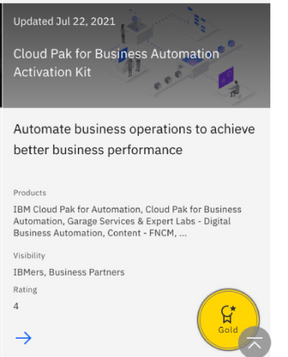 Updated Jul 22, 2021
Cloud Pak for Business Automation
Activation Kit
Automate business operations to achieve
better business performance
Products
IBM Cloud Pak for Automation, Cloud Pak for Business
Automation, Garage Services & Expert Labs - Digital
Business Automation, Content - FNCM, ...
Visibility
IBMers, Business Partners
Rating
4
Gold